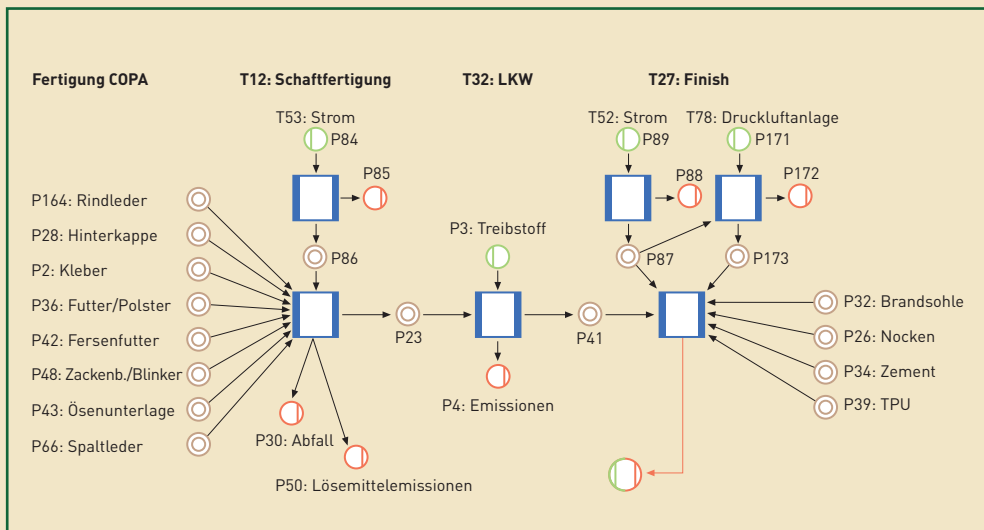 Fertigung COPA
T12: Schaftfertigung
T32: LKW
T27: Finish
T53: Strom
P84
T52: Strom
P89
T78: Druckluftanlage
P171
P85
P88
P172
P164: Rindleder
P28: Hinterkappe
P2: Kleber
P36: Futter/Polster
P42: Fersenfutter
P48: Zackenb./Blinker
P43: Ösenunterlage
P66: Spaltleder
P86
P3: Treibstoff
P87
P173
P23
P41
P32: Brandsohle
P26: Nocken
P34: Zement
P39: TPU
P4: Emissionen
P30: Abfall
P50: Lösemittelemissionen